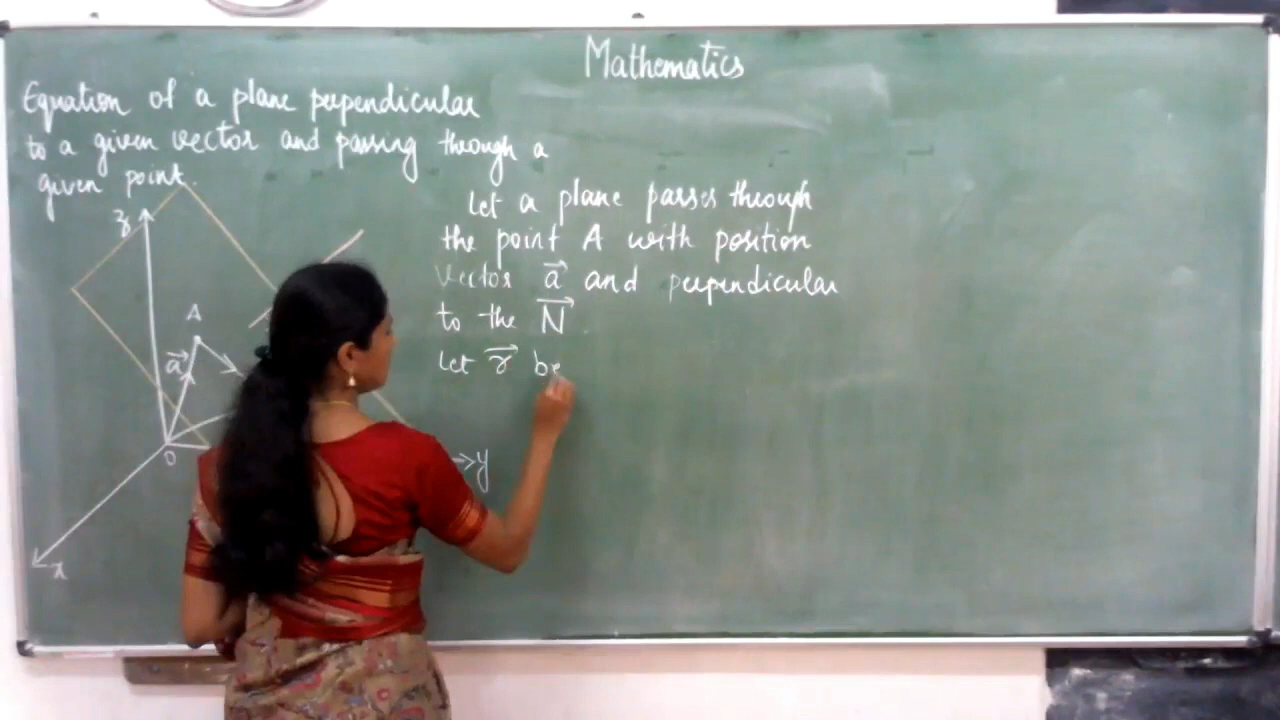 Mathematics
Equation of a plane perpendicular
to a given vector and passing through a
given point.
Let a plane passes through
the point A with position
vector a⃗ and perpendicular
to the N⃗ .
Let r⃗ be
z
A
a⃗
O
y
x